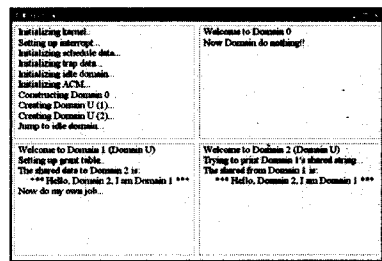 Initializing kernel..
Setting up interrupt...
Initializing schedule data...
Initializing trap data...
Initializing idle domain...
Initializing ACM...
Constructing Domain 0
Creating Domain U (1)...
Creating Domain U (2)...
Jump to idle domain...
Welcome to Domain 0
Now Domain do nothing!!
Welcome to Domain 1 (Domain U)
Setting up grant table..
The shared data to Domain 2 is:
*** Hello, Domain 2, I am Domain 1 ***
Now do my own job...
Welcome to Domain 2 (Domain U)
Trying to print Domain 1's shared string...
The shared from Domain 1 is:
*** Hello, Domain 2, I am Domain 1 ***